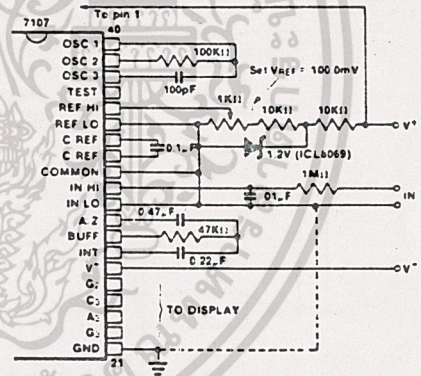 To pin 1
7107
40
OSC 1
OSC 2
100KΩ
OSC 3
100pF
Set VREF = 100.0mV
TEST
REF HI
1KΩ
10KΩ
10KΩ
REF LO
V+
C REF
0.1µF
C REF
1.2V (ICL8069)
COMMON
1MΩ
IN HI
.01µF
IN
IN LO
A.Z
0.47µF
BUFF
47KΩ
INT
0.22µF
V-
V-
G2
C3
TO DISPLAY
A3
G3
GND
21